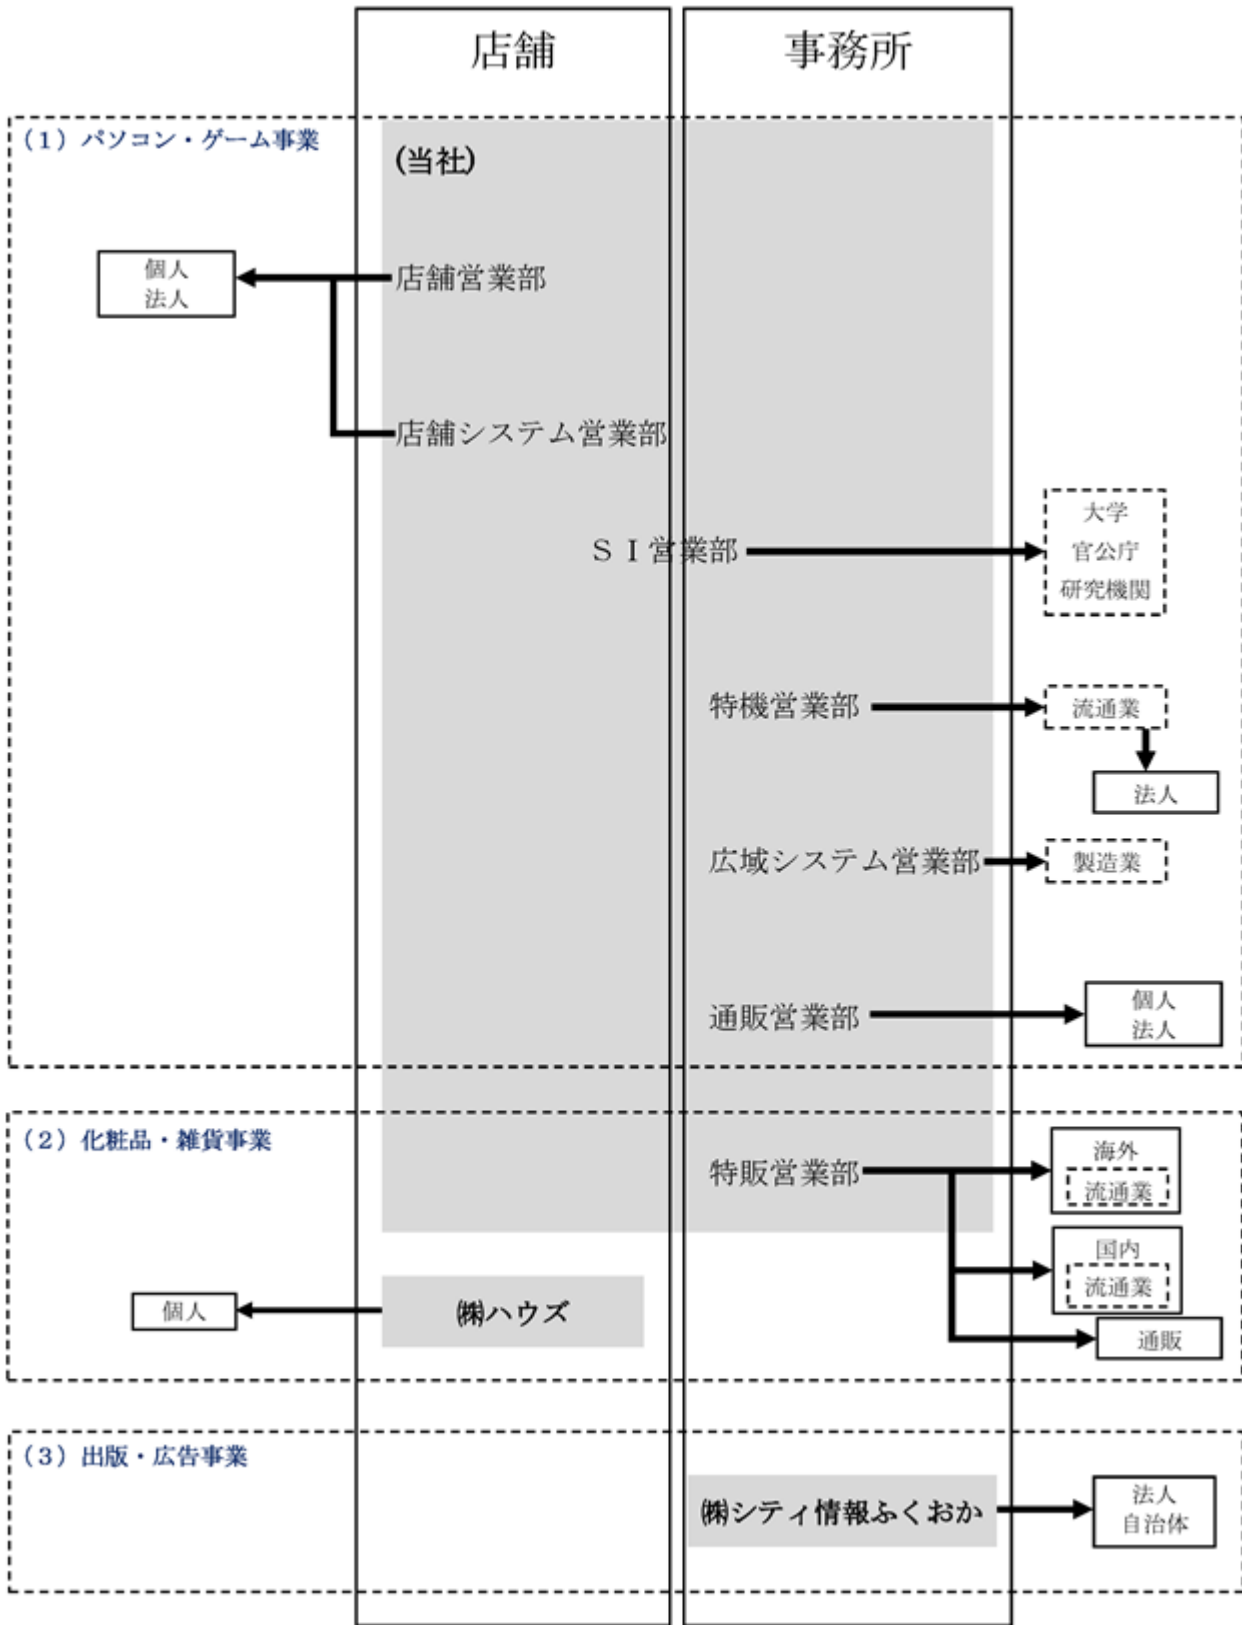 店舗
事務所
（1）パソコン・ゲーム事業
(当社)
個人
法人
店舗営業部
店舗システム営業部
ＳＩ営業部
大学
官公庁
研究機関
特機営業部
流通業
法人
広域システム営業部
製造業
通販営業部
個人
法人
（2）化粧品・雑貨事業
特販営業部
海外
流通業
国内
流通業
通販
個人
㈱ハウズ
（3）出版・広告事業
㈱シティ情報ふくおか
法人
自治体